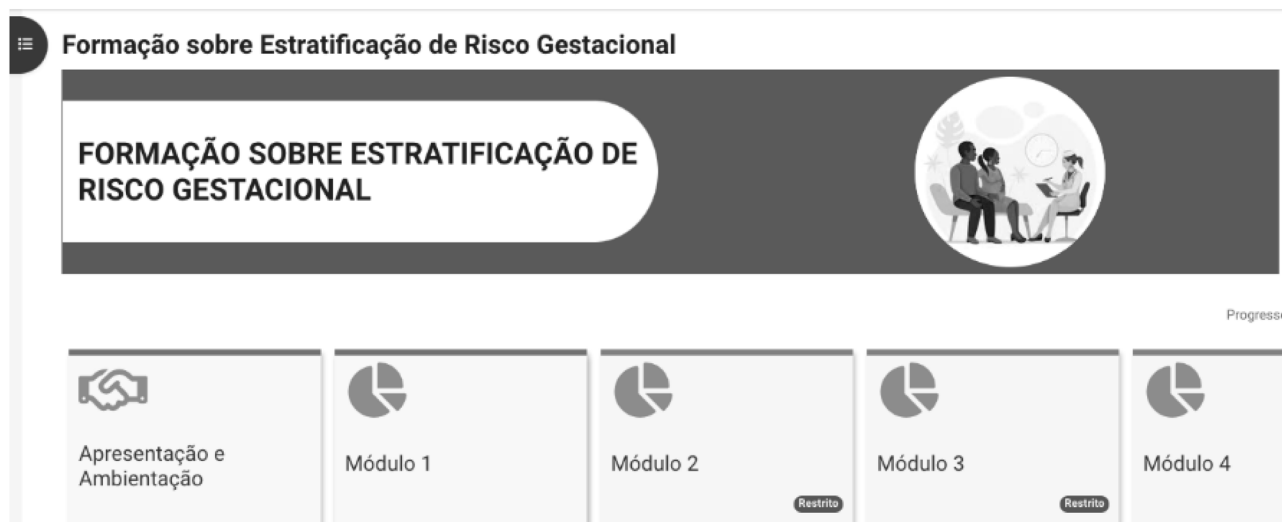 Formação sobre Estratificação de Risco Gestacional
FORMAÇÃO SOBRE ESTRATIFICAÇÃO DE
RISCO GESTACIONAL
Apresentação e
Ambientação
Módulo 1
Módulo 2
Restrito
Módulo 3
Restrito
Módulo 4